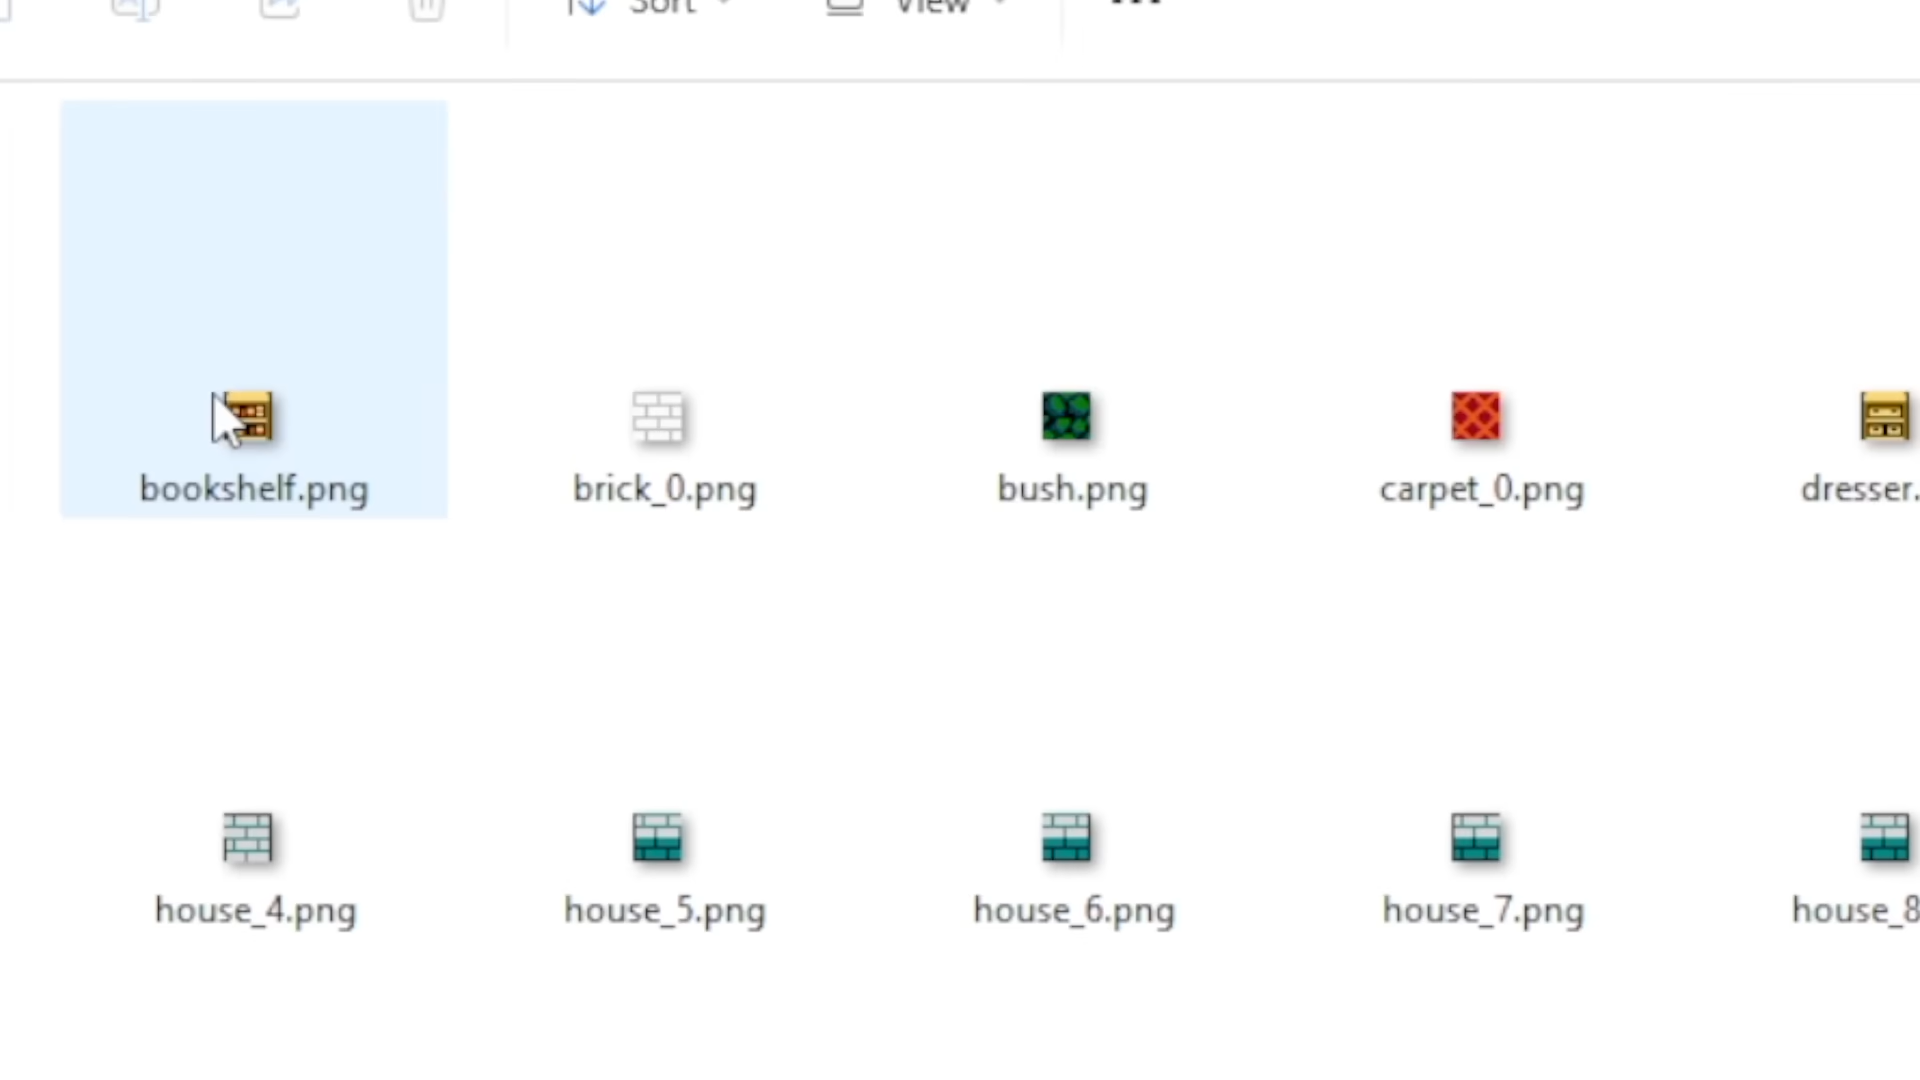 Sort View
bookshelf.png brick_0.png bush.png carpet_0.png dresser.
house_4.png house_5.png house_6.png house_7.png house_8